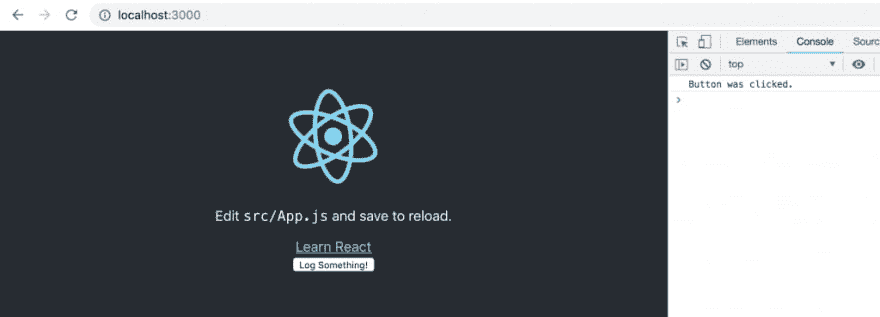 localhost:3000
Elements Console Sourc
top
Button was clicked.
Edit src/App.js and save to reload.
Learn React
Log Something!